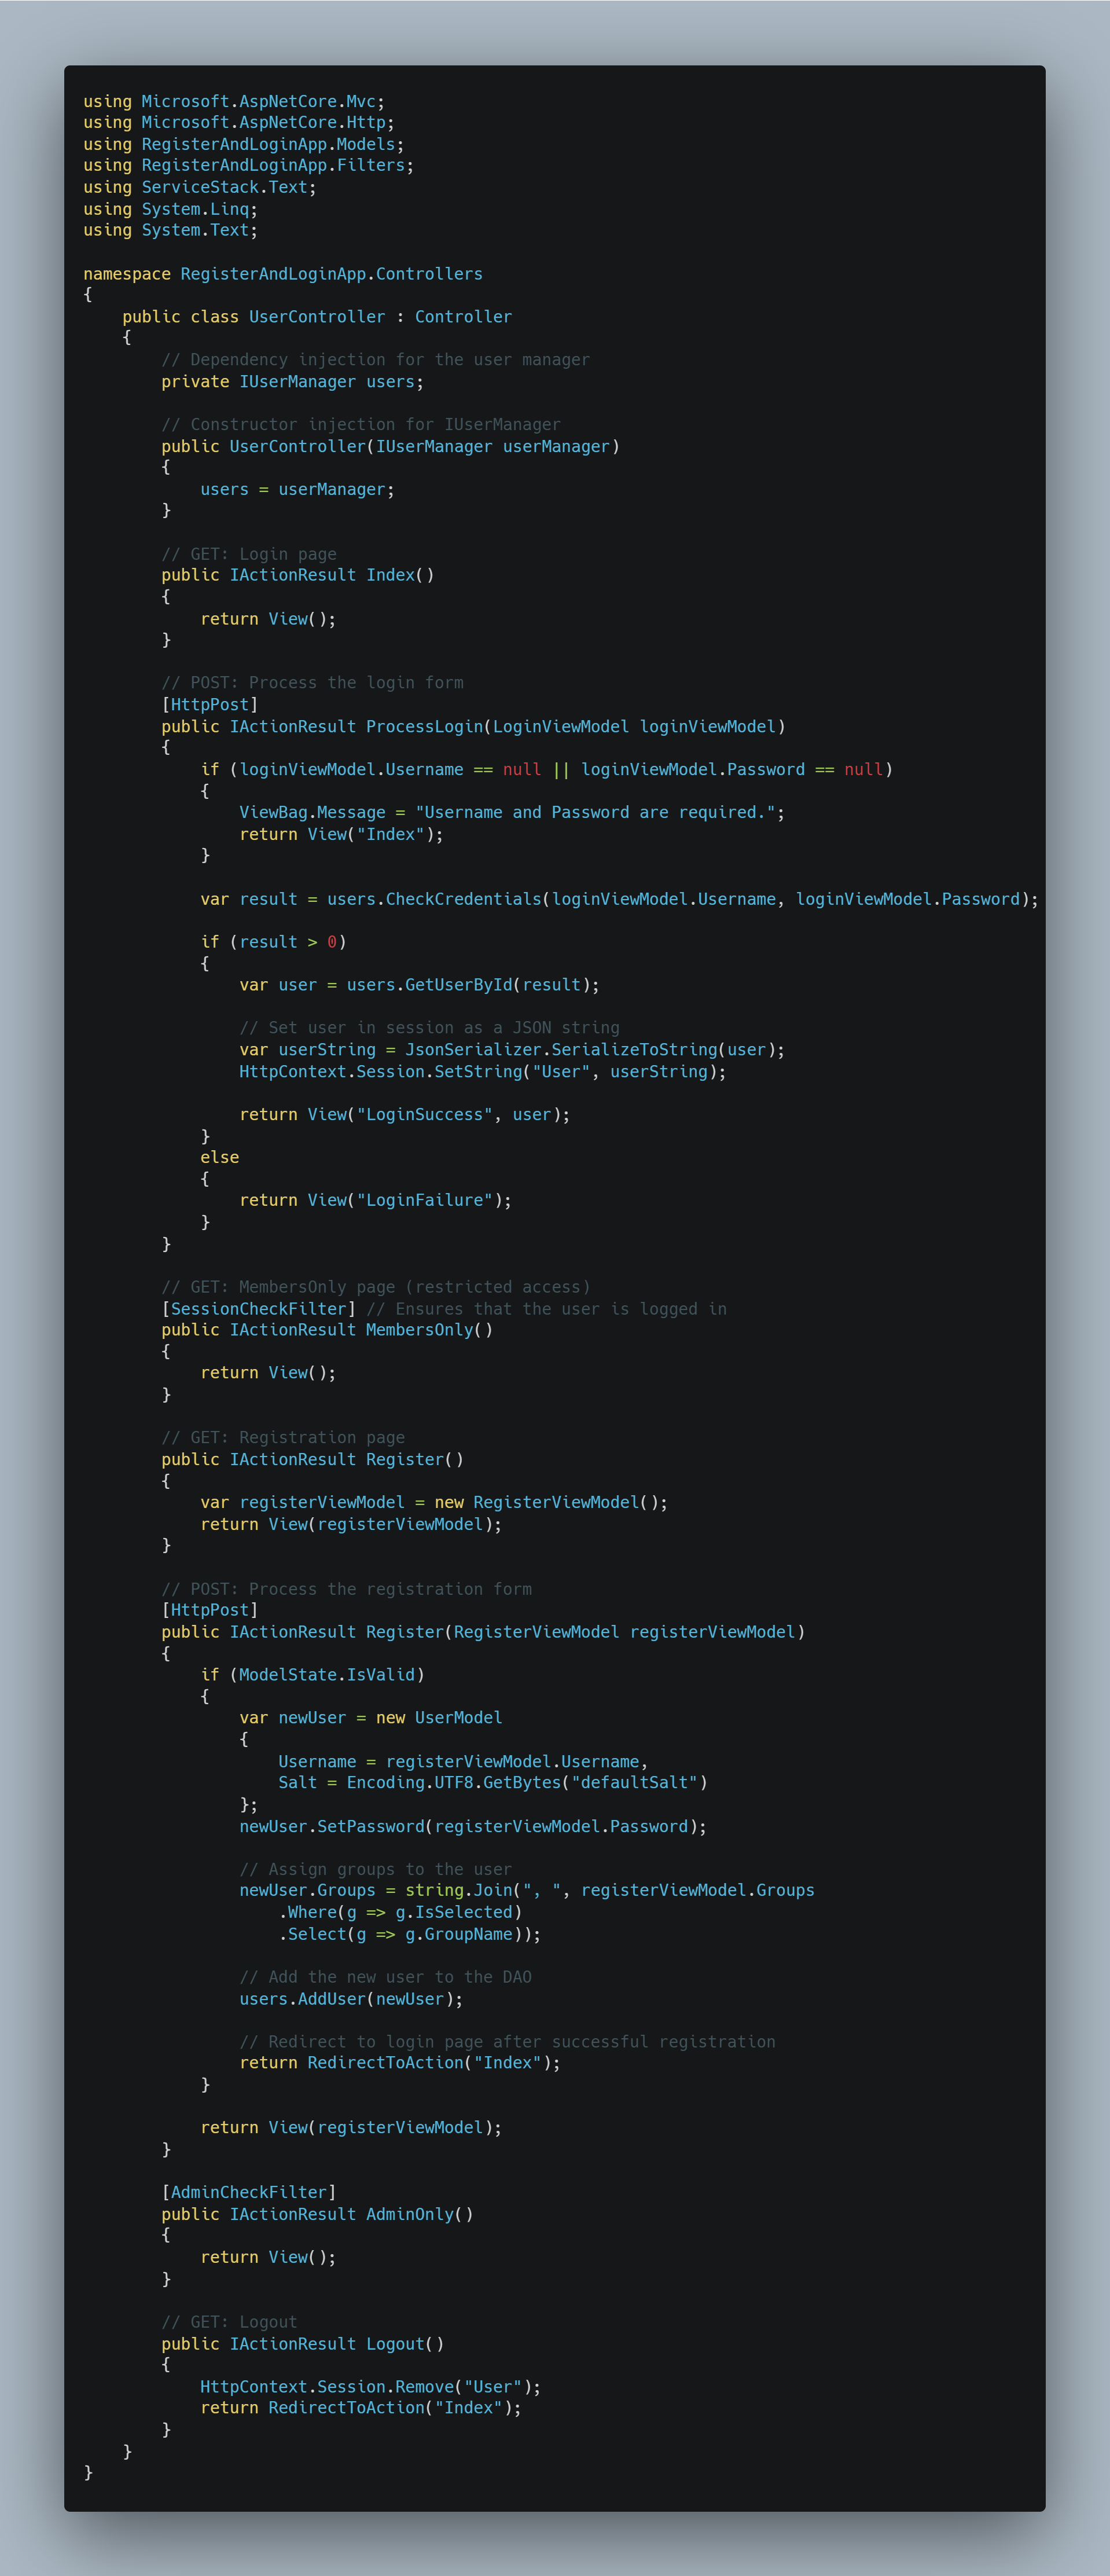 using Microsoft.AspNetCore.Mvc;
using Microsoft.AspNetCore.Http;
using RegisterAndLoginApp.Models;
using RegisterAndLoginApp.Filters;
using ServiceStack.Text;
using System.Linq;
using System.Text;

namespace RegisterAndLoginApp.Controllers
{
    public class UserController : Controller
    {
        // Dependency injection for the user manager
        private IUserManager users;

        // Constructor injection for IUserManager
        public UserController(IUserManager userManager)
        {
            users = userManager;
        }

        // GET: Login page
        public IActionResult Index()
        {
            return View();
        }

        // POST: Process the login form
        [HttpPost]
        public IActionResult ProcessLogin(LoginViewModel loginViewModel)
        {
            if (loginViewModel.Username == null || loginViewModel.Password == null)
            {
                ViewBag.Message = "Username and Password are required.";
                return View("Index");
            }

            var result = users.CheckCredentials(loginViewModel.Username, loginViewModel.Password);

            if (result > 0)
            {
                var user = users.GetUserById(result);

                // Set user in session as a JSON string
                var userString = JsonSerializer.SerializeToString(user);
                HttpContext.Session.SetString("User", userString);

                return View("LoginSuccess", user);
            }
            else
            {
                return View("LoginFailure");
            }
        }

        // GET: MembersOnly page (restricted access)
        [SessionCheckFilter] // Ensures that the user is logged in
        public IActionResult MembersOnly()
        {
            return View();
        }

        // GET: Registration page
        public IActionResult Register()
        {
            var registerViewModel = new RegisterViewModel();
            return View(registerViewModel);
        }

        // POST: Process the registration form
        [HttpPost]
        public IActionResult Register(RegisterViewModel registerViewModel)
        {
            if (ModelState.IsValid)
            {
                var newUser = new UserModel
                {
                    Username = registerViewModel.Username,
                    Salt = Encoding.UTF8.GetBytes("defaultSalt")
                };
                newUser.SetPassword(registerViewModel.Password);

                // Assign groups to the user
                newUser.Groups = string.Join(", ", registerViewModel.Groups
                    .Where(g => g.IsSelected)
                    .Select(g => g.GroupName));

                // Add the new user to the DAO
                users.AddUser(newUser);

                // Redirect to login page after successful registration
                return RedirectToAction("Index");
            }

            return View(registerViewModel);
        }

        [AdminCheckFilter]
        public IActionResult AdminOnly()
        {
            return View();
        }

        // GET: Logout
        public IActionResult Logout()
        {
            HttpContext.Session.Remove("User");
            return RedirectToAction("Index");
        }
    }
}